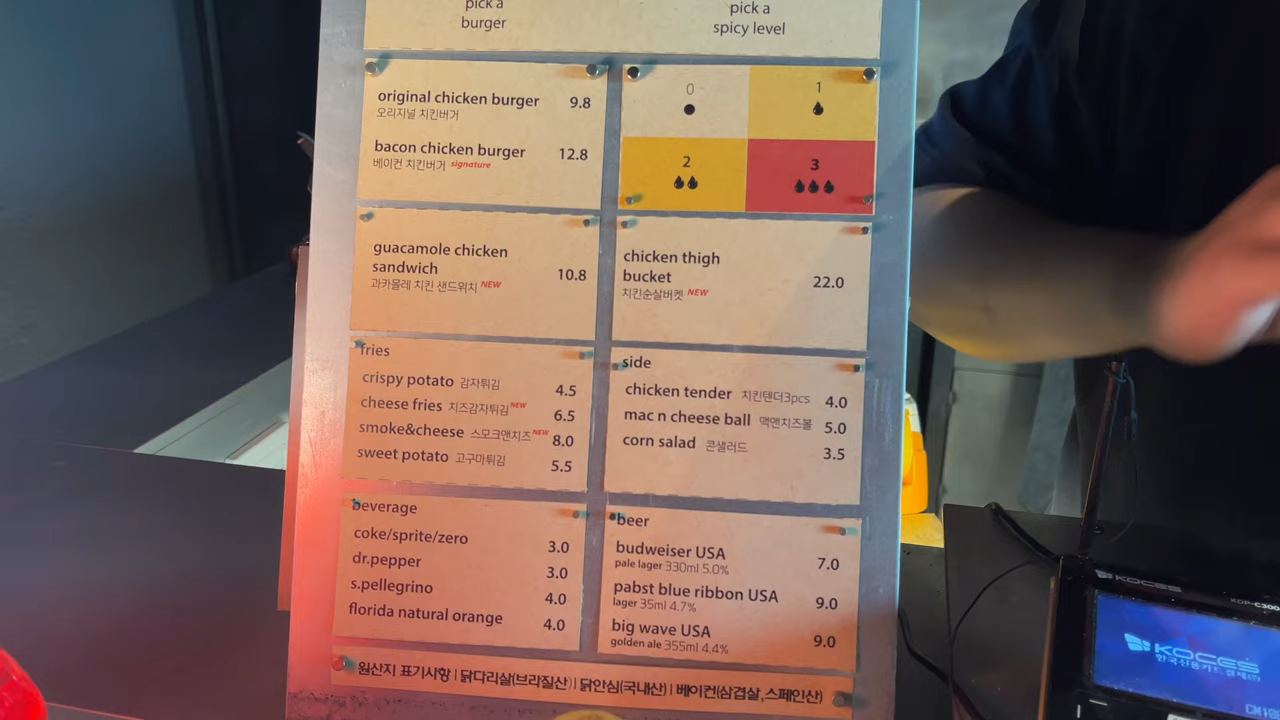 pick a
burger
pick a
spicy level
original chicken burger 9.8
오리지널 치킨버거
bacon chicken burger 12.8
베이컨 치킨버거 signature
0
1
2
3
guacamole chicken
sandwich 10.8
과카몰레 치킨 샌드위치 NEW
chicken thigh
bucket 22.0
치킨순살버켓 NEW
fries
crispy potato 감자튀김 4.5
cheese fries 치즈감자튀김 NEW 6.5
smoke&cheese 스모크앤치즈 NEW 8.0
sweet potato 고구마튀김 5.5
side
chicken tender 치킨텐더3pcs 4.0
mac n cheese ball 맥앤치즈볼 5.0
corn salad 콘샐러드 3.5
beverage
coke/sprite/zero 3.0
dr.pepper 3.0
s.pellegrino 4.0
florida natural orange 4.0
beer
budweiser USA 7.0
pale lager 330ml 5.0%
pabst blue ribbon USA 9.0
lager 35ml 4.7%
big wave USA 9.0
golden ale 355ml 4.4%
원산지 표기사항 | 닭다리살(브라질산) | 닭안심(국내산) | 베이컨(삼겹살,스페인산)
KOCES
KOCES